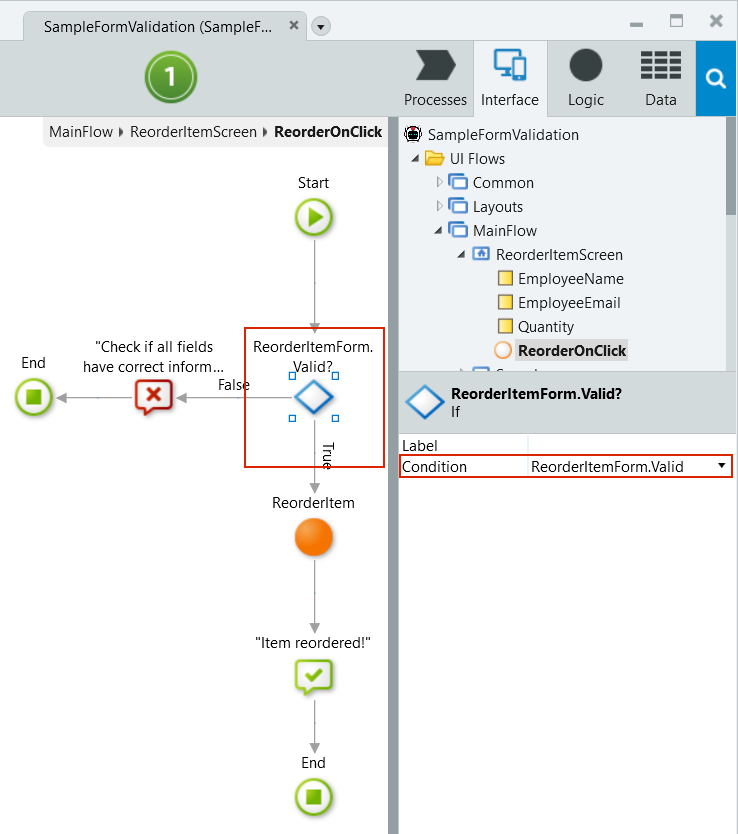 SampleFormValidation (SampleF...
1
Processes
Interface
Logic
Data
MainFlow ReorderItemScreen ReorderOnClick
Start
ReorderItemForm.
Valid?
"Check if all fields
have correct inform...
End
False
True
ReorderItem
"Item reordered!"
End
SampleFormValidation
UI Flows
Common
Layouts
MainFlow
ReorderItemScreen
EmployeeName
EmployeeEmail
Quantity
ReorderOnClick
ReorderItemForm.Valid?
If
Label
Condition ReorderItemForm.Valid